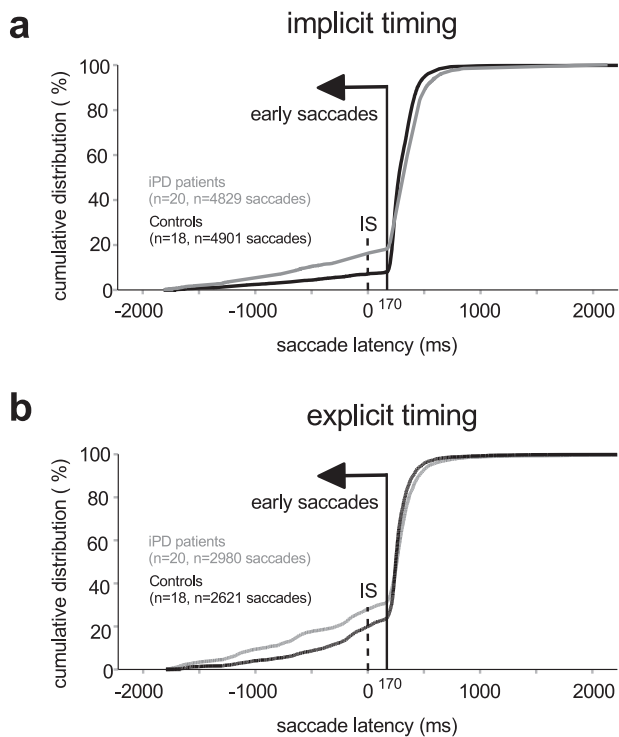 a
implicit timing
cumulative distribution ( %)
100
80
60
40
20
0
early saccades
iPD patients
(n=20, n=4829 saccades)
Controls
(n=18, n=4901 saccades)
IS
-2000
-1000
0
170
1000
2000
saccade latency (ms)
b
explicit timing
cumulative distribution ( %)
100
80
60
40
20
0
early saccades
iPD patients
(n=20, n=2980 saccades)
Controls
(n=18, n=2621 saccades)
IS
-2000
-1000
0
170
1000
2000
saccade latency (ms)